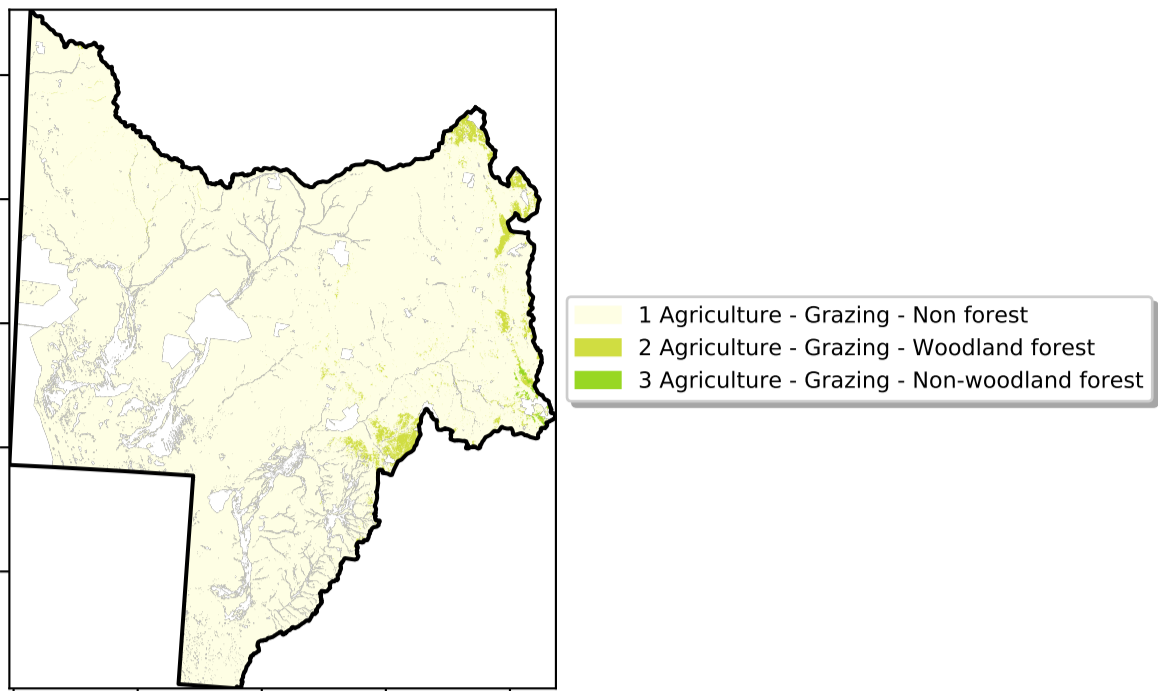 1 Agriculture - Grazing - Non forest
2 Agriculture - Grazing - Woodland forest
3 Agriculture - Grazing - Non-woodland forest